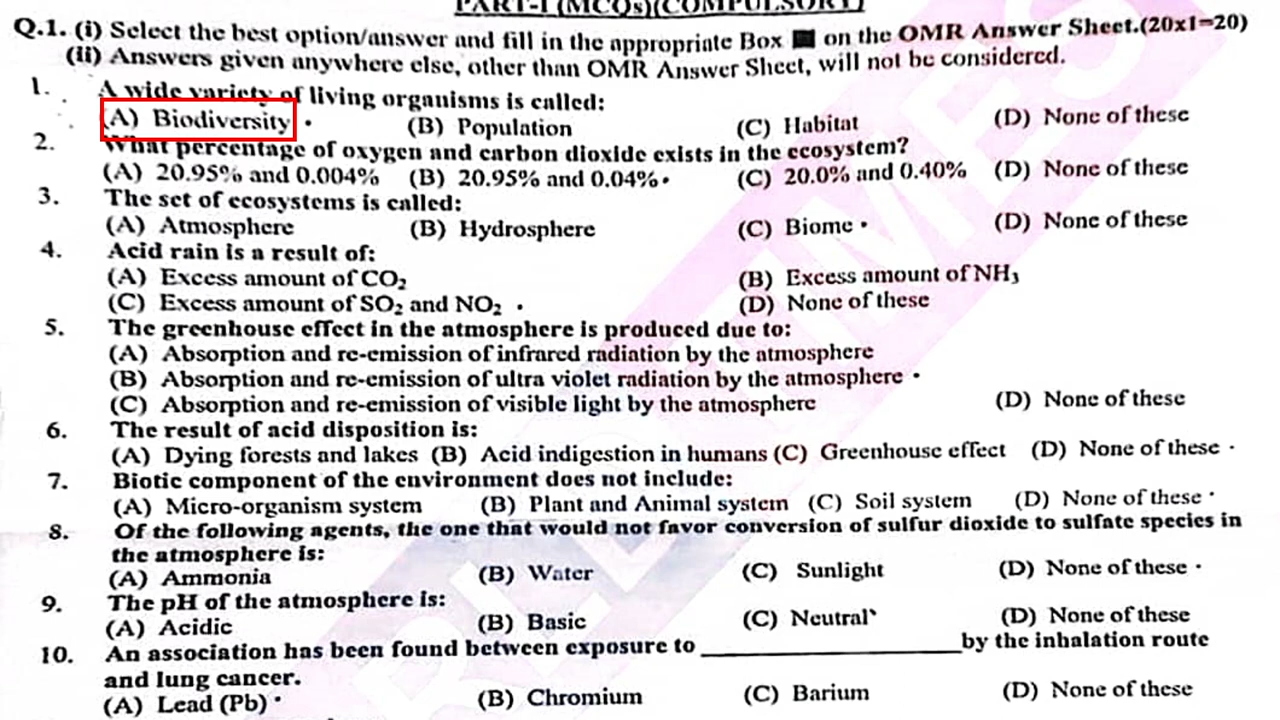 PART-I (MCQs)(COMPULSORY)
Q.1. (i) Select the best option/answer and fill in the appropriate Box ■ on the OMR Answer Sheet.(20x1=20)
(ii) Answers given anywhere else, other than OMR Answer Sheet, will not be considered.
1. A wide variety of living organisms is called:
(A) Biodiversity (B) Population (C) Habitat (D) None of these
2. What percentage of oxygen and carbon dioxide exists in the ecosystem?
(A) 20.95% and 0.004% (B) 20.95% and 0.04% (C) 20.0% and 0.40% (D) None of these
3. The set of ecosystems is called:
(A) Atmosphere (B) Hydrosphere (C) Biome (D) None of these
4. Acid rain is a result of:
(A) Excess amount of CO₂ (B) Excess amount of NH₃
(C) Excess amount of SO₂ and NO₂ (D) None of these
5. The greenhouse effect in the atmosphere is produced due to:
(A) Absorption and re-emission of infrared radiation by the atmosphere
(B) Absorption and re-emission of ultra violet radiation by the atmosphere
(C) Absorption and re-emission of visible light by the atmosphere (D) None of these
6. The result of acid disposition is:
(A) Dying forests and lakes (B) Acid indigestion in humans (C) Greenhouse effect (D) None of these
7. Biotic component of the environment does not include:
(A) Micro-organism system (B) Plant and Animal system (C) Soil system (D) None of these
8. Of the following agents, the one that would not favor conversion of sulfur dioxide to sulfate species in
the atmosphere is:
(A) Ammonia (B) Water (C) Sunlight (D) None of these
9. The pH of the atmosphere is:
(A) Acidic (B) Basic (C) Neutral (D) None of these
10. An association has been found between exposure to ____________________ by the inhalation route
and lung cancer.
(A) Lead (Pb) (B) Chromium (C) Barium (D) None of these